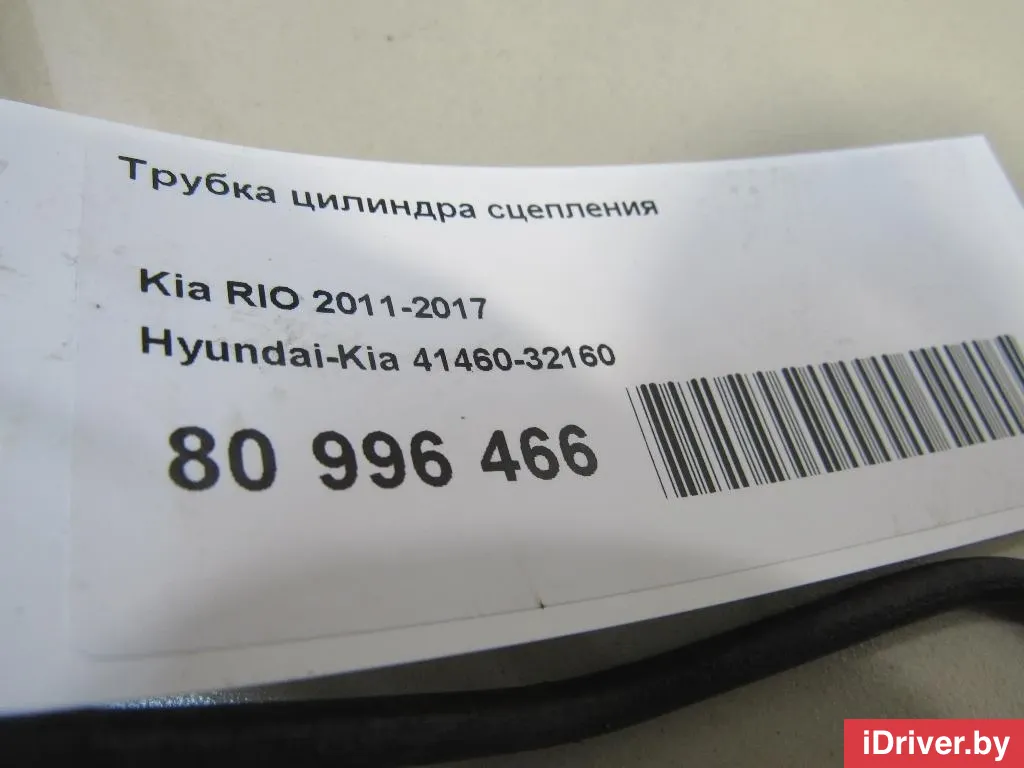 Трубка цилиндра сцепления
Kia RIO 2011-2017
Hyundai-Kia 41460-32160
80 996 466
iDriver.by